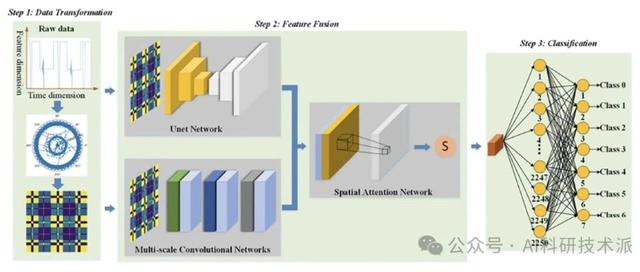 Step 1: Data Transformation
Raw data
Feature dimension
Time dimension
Step 2: Feature Fusion
Unet Network
Multi-scale Convolutional Networks
Spatial Attention Network
S
Step 3: Classification
1
2
3
4
2247
2248
2249
2250
1
2
3
4
5
6
7
Class 0
Class 1
Class 2
Class 3
Class 4
Class 5
Class 6
公众号 · AI科研技术派